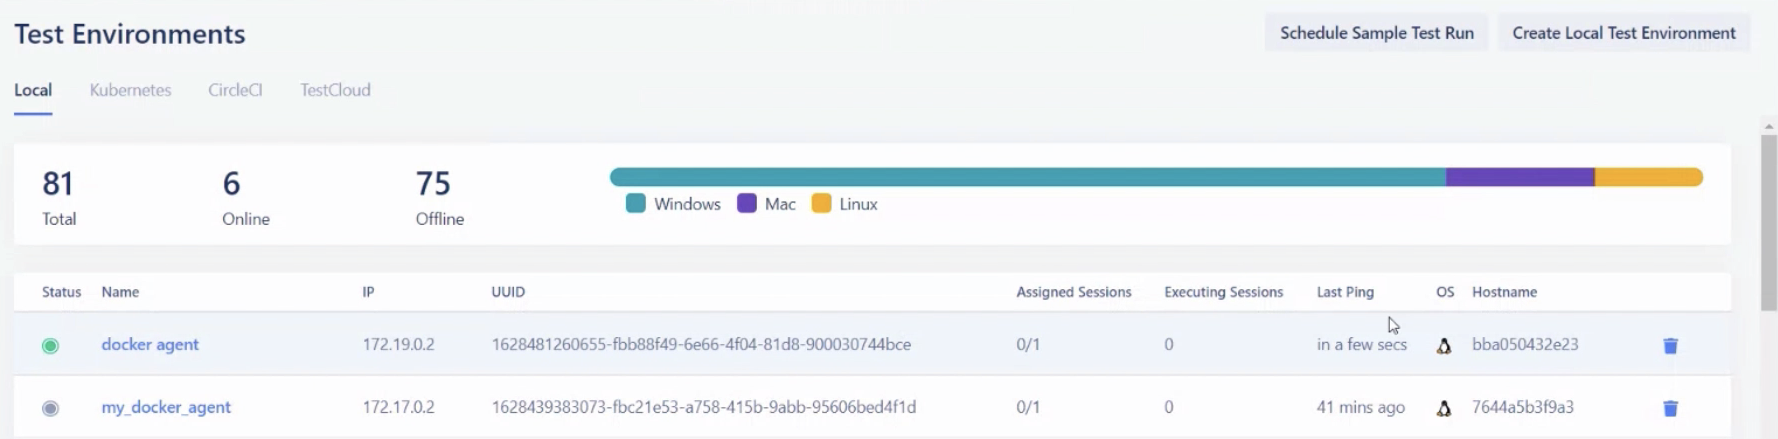 Test Environments
Schedule Sample Test Run Create Local Test Environment
Local Kubernetes CircleCI TestCloud
81 6 75
Total Online Offline
Windows Mac Linux
Status Name IP UUID Assigned Sessions Executing Sessions Last Ping OS Hostname
docker agent 172.19.0.2 1628481260655-fbb88f49-6e66-4f04-81d8-900030744bce 0/1 0 in a few secs bba050432e23
my_docker_agent 172.17.0.2 1628439383073-fbc21e53-a758-415b-9abb-95606bed4f1d 0/1 0 41 mins ago 7644a5b3f9a3